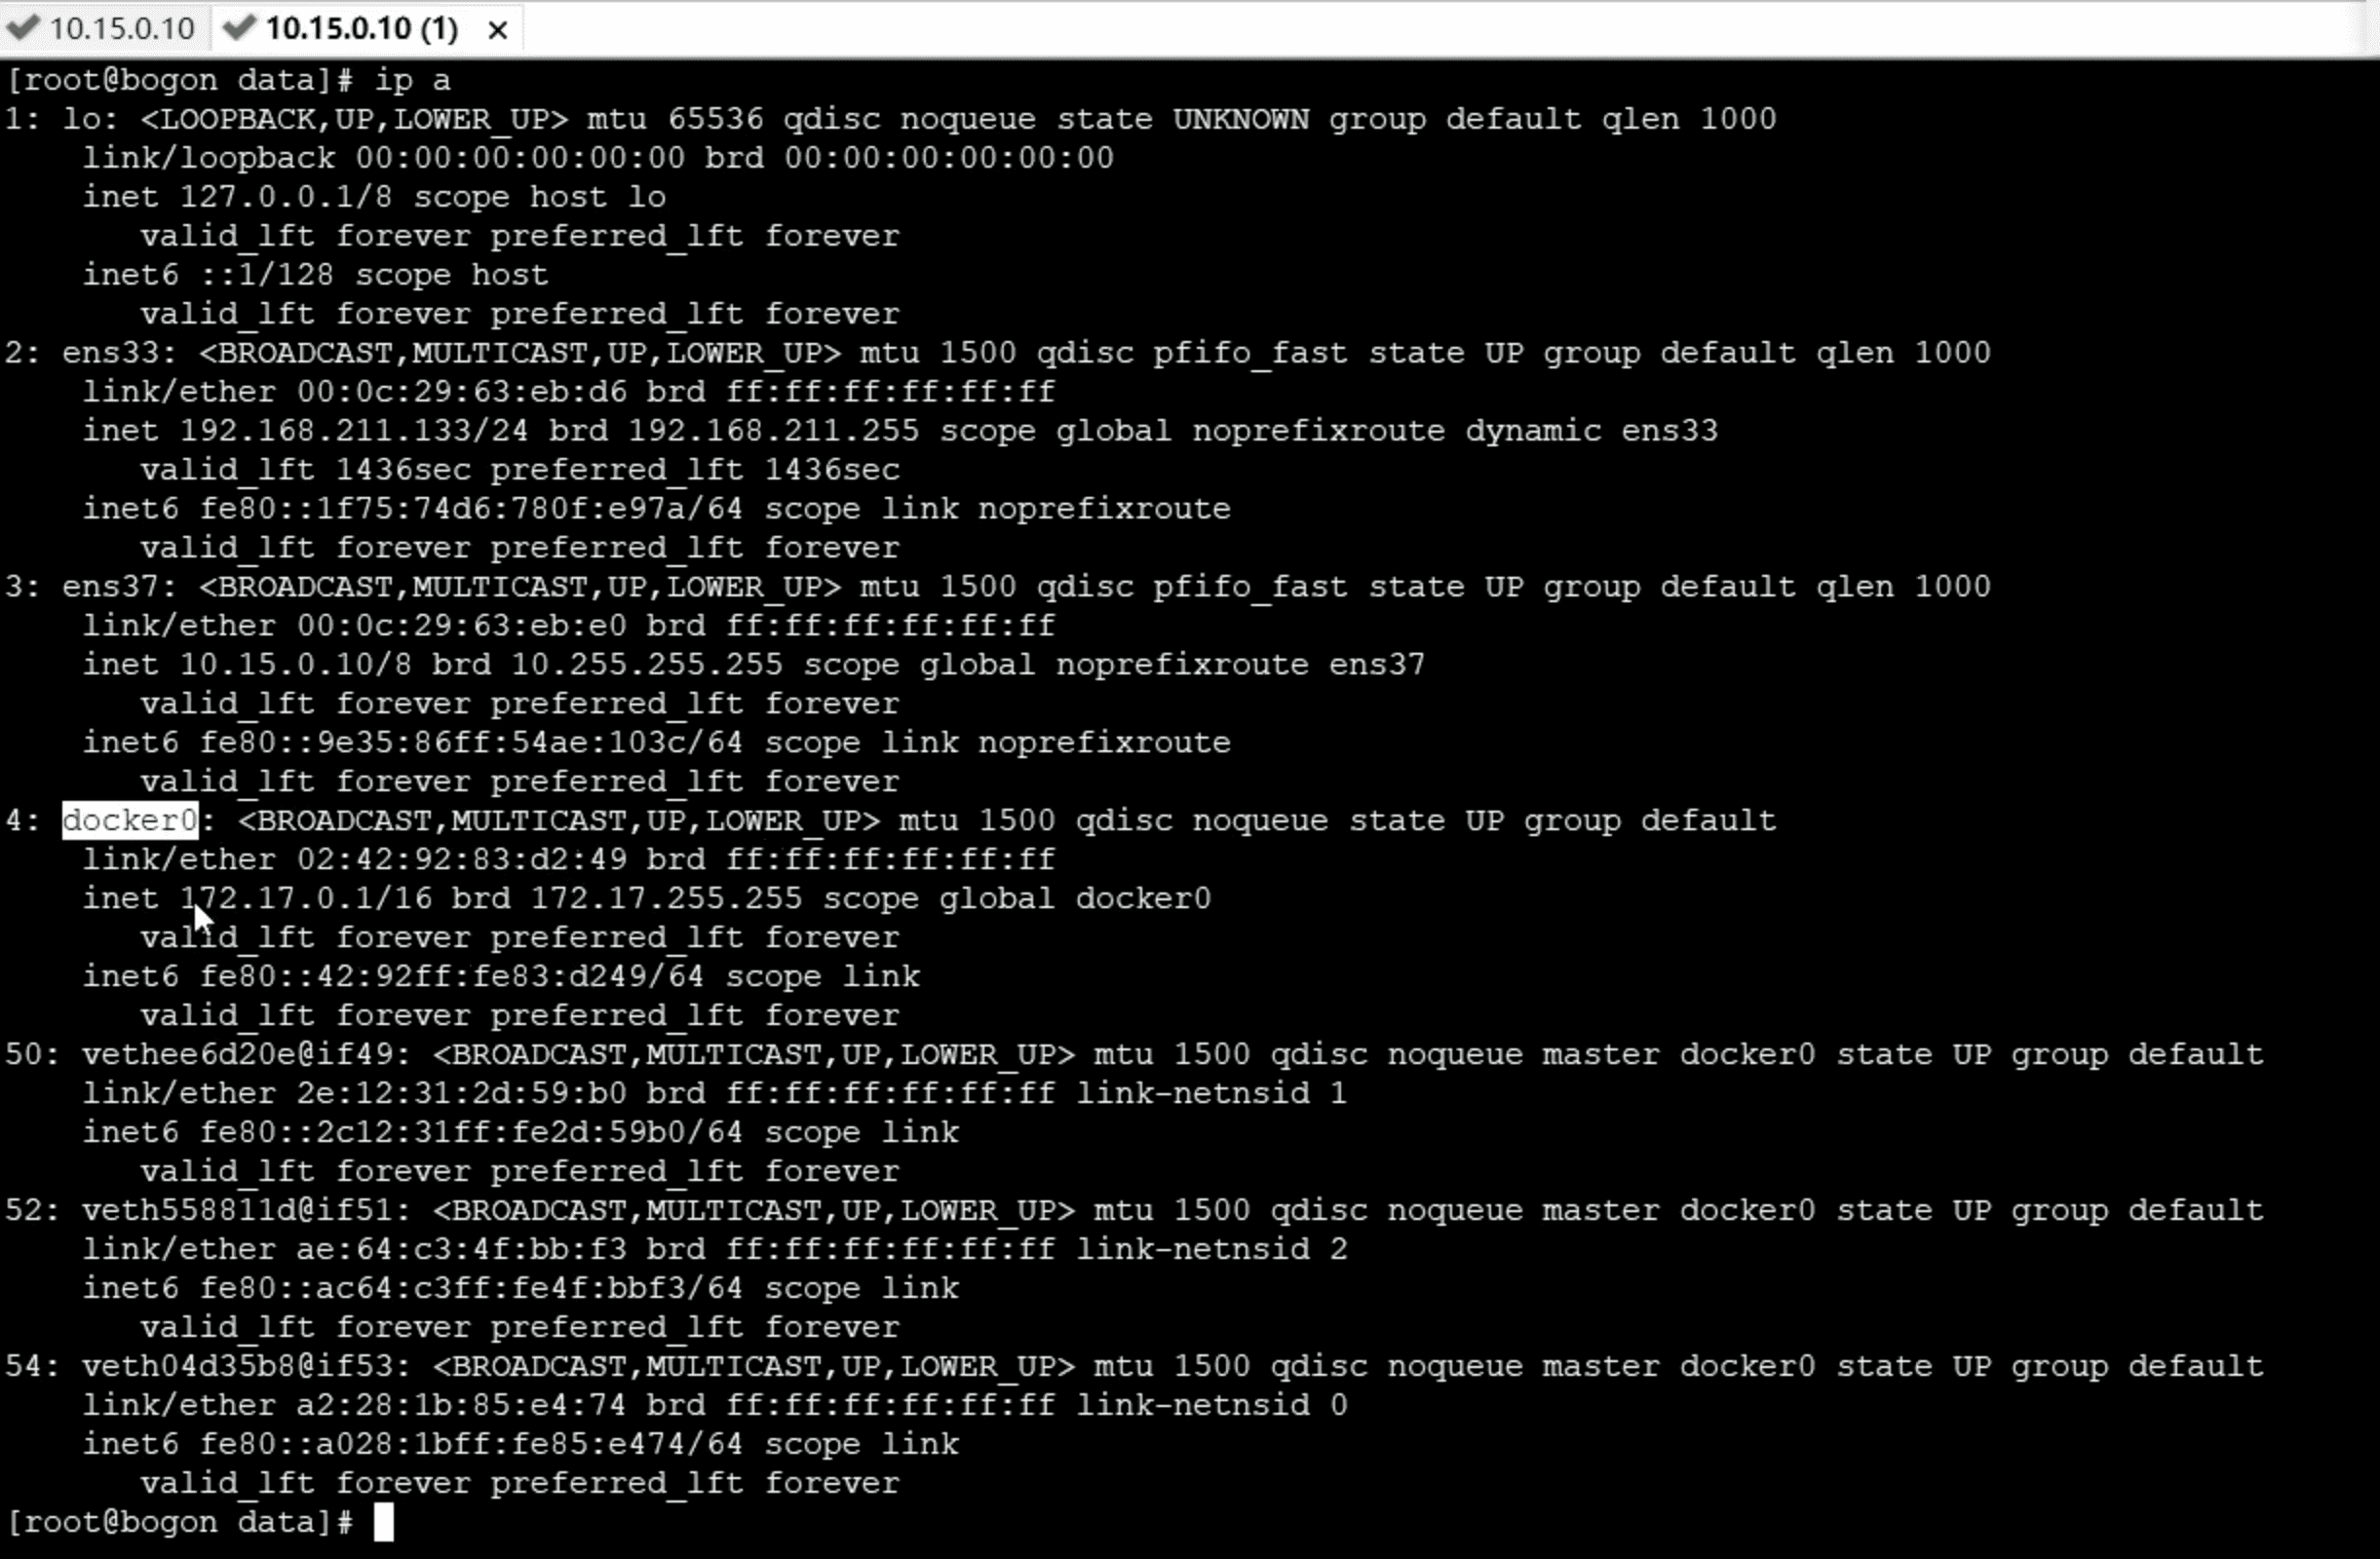 10.15.0.10 10.15.0.10 (1) ×
[root@bogon data]# ip a
1: lo: <LOOPBACK,UP,LOWER_UP> mtu 65536 qdisc noqueue state UNKNOWN group default qlen 1000
    link/loopback 00:00:00:00:00:00 brd 00:00:00:00:00:00
    inet 127.0.0.1/8 scope host lo
       valid_lft forever preferred_lft forever
    inet6 ::1/128 scope host
       valid_lft forever preferred_lft forever
2: ens33: <BROADCAST,MULTICAST,UP,LOWER_UP> mtu 1500 qdisc pfifo_fast state UP group default qlen 1000
    link/ether 00:0c:29:63:eb:d6 brd ff:ff:ff:ff:ff:ff
    inet 192.168.211.133/24 brd 192.168.211.255 scope global noprefixroute dynamic ens33
       valid_lft 1436sec preferred_lft 1436sec
    inet6 fe80::1f75:74d6:780f:e97a/64 scope link noprefixroute
       valid_lft forever preferred_lft forever
3: ens37: <BROADCAST,MULTICAST,UP,LOWER_UP> mtu 1500 qdisc pfifo_fast state UP group default qlen 1000
    link/ether 00:0c:29:63:eb:e0 brd ff:ff:ff:ff:ff:ff
    inet 10.15.0.10/8 brd 10.255.255.255 scope global noprefixroute ens37
       valid_lft forever preferred_lft forever
    inet6 fe80::9e35:86ff:54ae:103c/64 scope link noprefixroute
       valid_lft forever preferred_lft forever
4: docker0: <BROADCAST,MULTICAST,UP,LOWER_UP> mtu 1500 qdisc noqueue state UP group default
    link/ether 02:42:92:83:d2:49 brd ff:ff:ff:ff:ff:ff
    inet 172.17.0.1/16 brd 172.17.255.255 scope global docker0
       valid_lft forever preferred_lft forever
    inet6 fe80::42:92ff:fe83:d249/64 scope link
       valid_lft forever preferred_lft forever
50: vethee6d20e@if49: <BROADCAST,MULTICAST,UP,LOWER_UP> mtu 1500 qdisc noqueue master docker0 state UP group default
    link/ether 2e:12:31:2d:59:b0 brd ff:ff:ff:ff:ff:ff link-netnsid 1
    inet6 fe80::2c12:31ff:fe2d:59b0/64 scope link
       valid_lft forever preferred_lft forever
52: veth558811d@if51: <BROADCAST,MULTICAST,UP,LOWER_UP> mtu 1500 qdisc noqueue master docker0 state UP group default
    link/ether ae:64:c3:4f:bb:f3 brd ff:ff:ff:ff:ff:ff link-netnsid 2
    inet6 fe80::ac64:c3ff:fe4f:bbf3/64 scope link
       valid_lft forever preferred_lft forever
54: veth04d35b8@if53: <BROADCAST,MULTICAST,UP,LOWER_UP> mtu 1500 qdisc noqueue master docker0 state UP group default
    link/ether a2:28:1b:85:e4:74 brd ff:ff:ff:ff:ff:ff link-netnsid 0
    inet6 fe80::a028:1bff:fe85:e474/64 scope link
       valid_lft forever preferred_lft forever
[root@bogon data]#